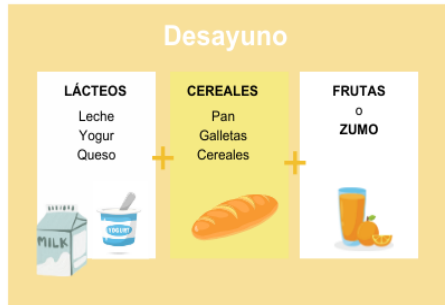 Desayuno
LÁCTEOS
Leche
Yogur
Queso
+
CEREALES
Pan
Galletas
Cereales
+
FRUTAS
o
ZUMO
MILK
YOGURT